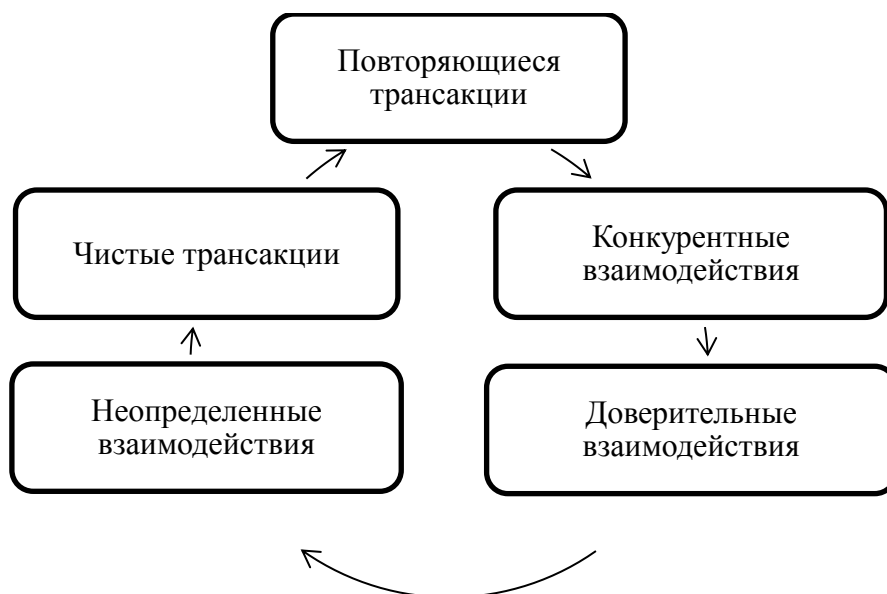 Повторяющиеся
трансакции
Чистые трансакции
Конкурентные
взаимодействия
Неопределенные
взаимодействия
Доверительные
взаимодействия